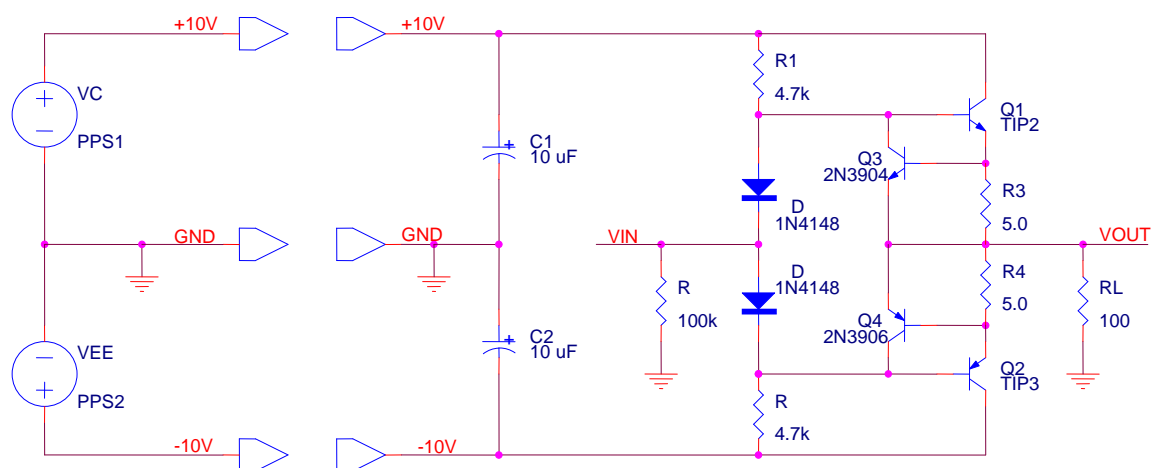 +10V
+10V
VC
PPS1
R1
4.7k
Q1
TIP2
C1
10 uF
Q3
2N3904
D
1N4148
R3
5.0
GND
GND
VIN
VOUT
R
100k
D
1N4148
R4
5.0
RL
100
Q4
2N3906
C2
10 uF
VEE
PPS2
Q2
TIP3
R
4.7k
-10V
-10V